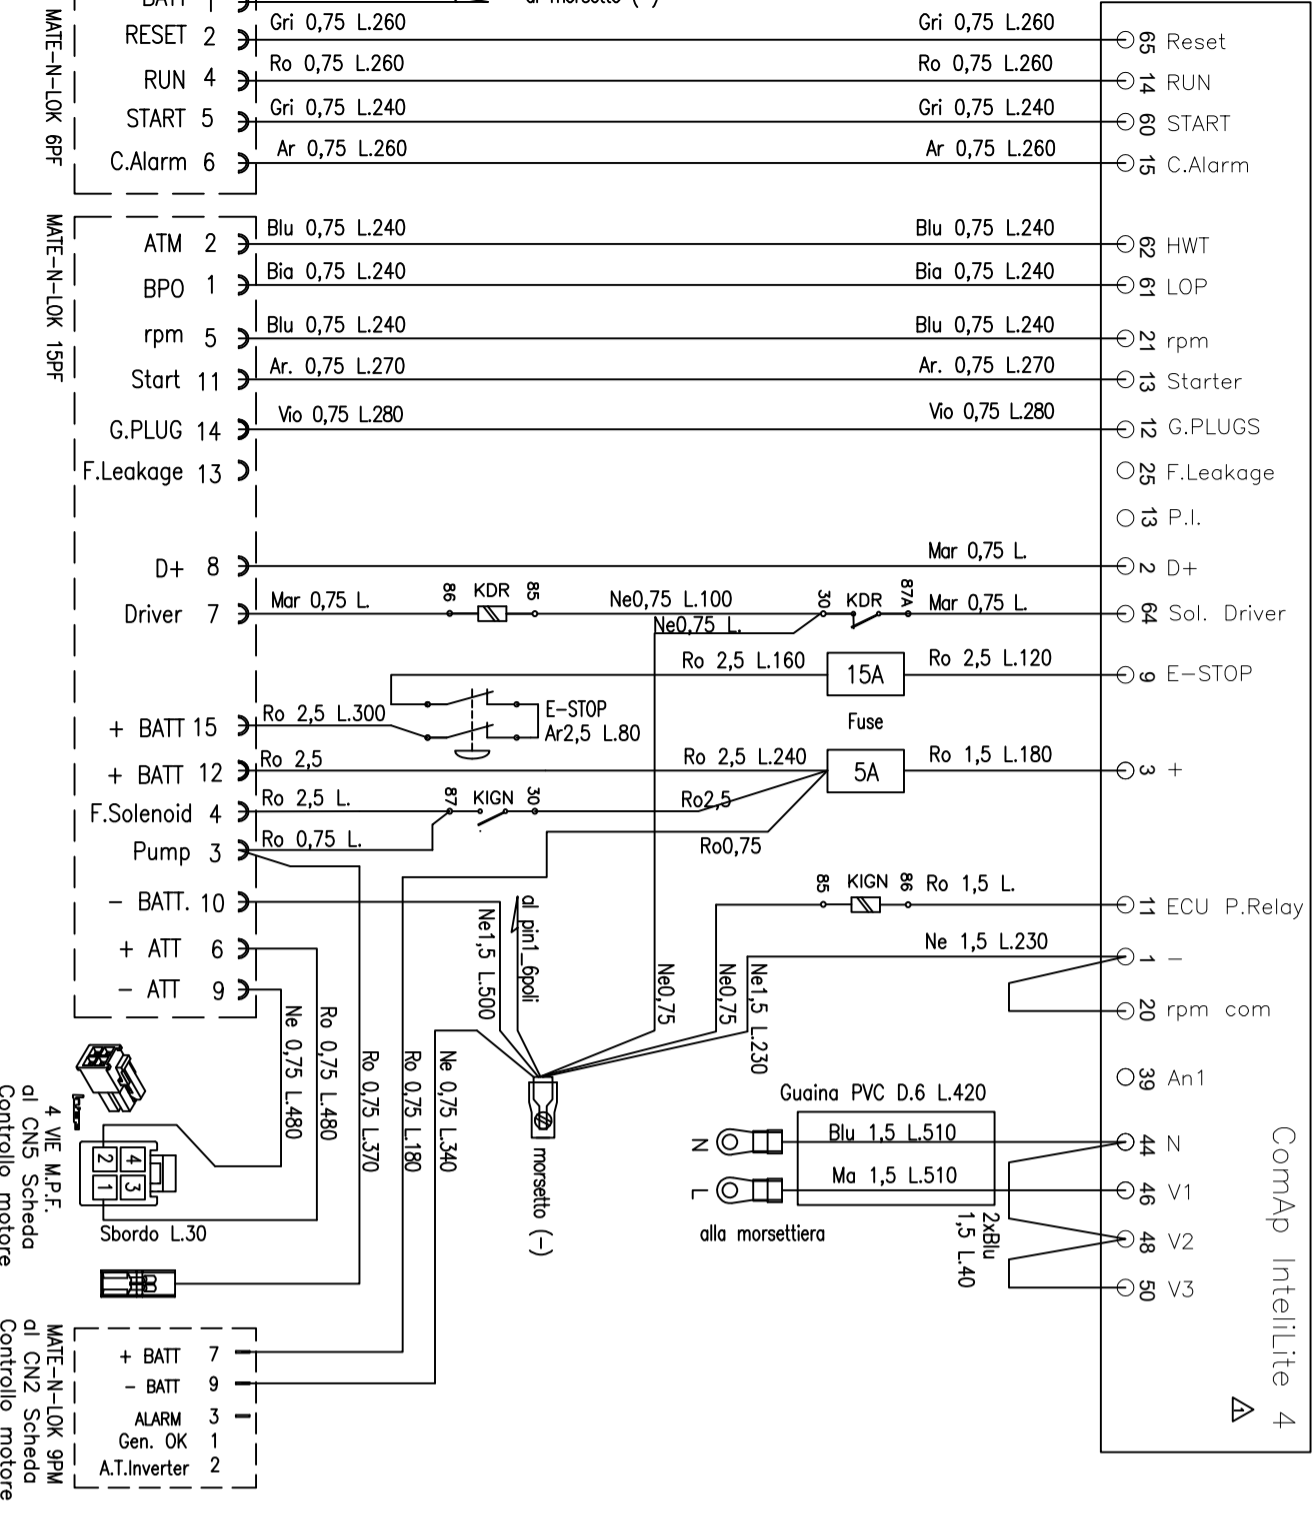 BATT 1
al morsetto (-)
MATE-N-LOK 6PF
RESET 2 Gri 0,75 L.260 Gri 0,75 L.260 65 Reset
RUN 4 Ro 0,75 L.260 Ro 0,75 L.260 14 RUN
START 5 Gri 0,75 L.240 Gri 0,75 L.240 60 START
C.Alarm 6 Ar 0,75 L.260 Ar 0,75 L.260 15 C.Alarm
MATE-N-LOK 15PF
ATM 2 Blu 0,75 L.240 Blu 0,75 L.240 62 HWT
BPO 1 Bia 0,75 L.240 Bia 0,75 L.240 61 LOP
rpm 5 Blu 0,75 L.240 Blu 0,75 L.240 21 rpm
Start 11 Ar. 0,75 L.270 Ar. 0,75 L.270 13 Starter
G.PLUG 14 Vio 0,75 L.280 Vio 0,75 L.280 12 G.PLUGS
F.Leakage 13 25 F.Leakage
13 P.I.
D+ 8 Mar 0,75 L. 2 D+
Driver 7 Mar 0,75 L. 86 KDR 85 Ne0,75 L.100 30 KDR 87A Mar 0,75 L. 64 Sol. Driver
Ne0,75 L.
Ro 2,5 L.160 15A Ro 2,5 L.120 9 E-STOP
Fuse
+ BATT 15 Ro 2,5 L.300 E-STOP
Ar2,5 L.80
+ BATT 12 Ro 2,5 Ro 2,5 L.240 5A Ro 1,5 L.180 3 +
F.Solenoid 4 Ro 2,5 L. 87 KIGN 30 Ro2,5
Pump 3 Ro 0,75 L. Ro0,75
- BATT. 10 85 KIGN 86 Ro 1,5 L. 11 ECU P.Relay
+ ATT 6 Ne 1,5 L.230 1 -
- ATT 9 20 rpm com
Ne1,5 L.500
al pin1_6poli
Ne0,75
Ne0,75
Ne1,5 L.230
Ne 0,75 L.480
Ro 0,75 L.480
Ro 0,75 L.370
Ro 0,75 L.180
Ne 0,75 L.340
morsetto (-)
39 An1
Guaina PVC D.6 L.420
N Blu 1,5 L.510 44 N
L Ma 1,5 L.510 46 V1
alla morsettiera
2xBlu
1,5 L.40
48 V2
50 V3
ComAp InteliLite 4
1
4 VIE M.P.F.
al CN5 Scheda
Controllo motore
2 4
1 3
Sbordo L.30
MATE-N-LOK 9PM
al CN2 Scheda
Controllo motore
+ BATT 7
- BATT 9
ALARM 3
Gen. OK 1
A.T.Inverter 2